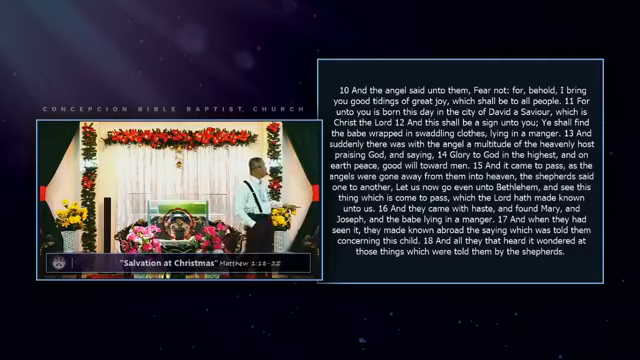 CONCEPCION BIBLE BAPTIST CHURCH
"Salvation at Christmas" Matthew 1:18-25
10 And the angel said unto them, Fear not: for, behold, I bring
you good tidings of great joy, which shall be to all people. 11 For
unto you is born this day in the city of David a Saviour, which is
Christ the Lord 12 And this shall be a sign unto you; Ye shall find
the babe wrapped in swaddling clothes, lying in a manger. 13 And
suddenly there was with the angel a multitude of the heavenly host
praising God, and saying, 14 Glory to God in the highest, and on
earth peace, good will toward men. 15 And it came to pass, as the
angels were gone away from them into heaven, the shepherds said
one to another, Let us now go even unto Bethlehem, and see this
thing which is come to pass, which the Lord hath made known
unto us. 16 And they came with haste, and found Mary, and
Joseph, and the babe lying in a manger. 17 And when they had
seen it, they made known abroad the saying which was told them
concerning this child. 18 And all they that heard it wondered at
those things which were told them by the shepherds.